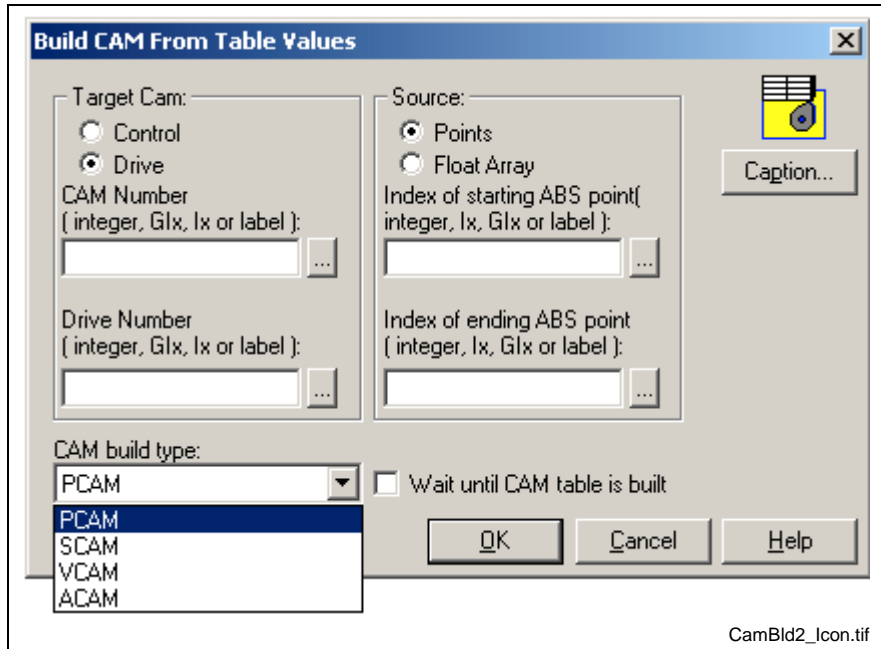 Build CAM From Table Values
Target Cam:
Control
Drive
CAM Number
( integer, GIx, Ix or label ):
...
Drive Number
( integer, GIx, Ix or label ):
...
Source:
Points
Float Array
Index of starting ABS point(
integer, Ix, GIx or label ):
...
Index of ending ABS point
( integer, Ix, GIx or label ):
...
Caption...
CAM build type:
PCAM
Wait until CAM table is built
PCAM
SCAM
VCAM
ACAM
OK
Cancel
Help
CamBld2_Icon.tif